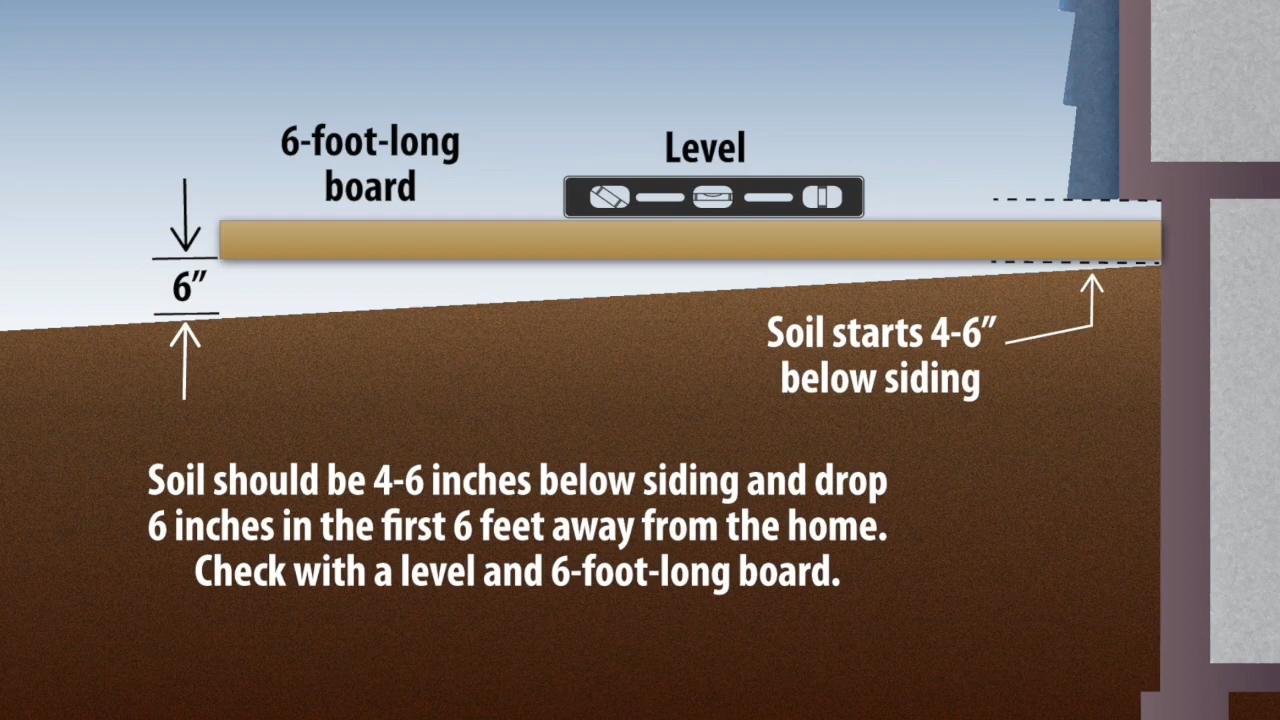 6-foot-long
board
Level
6”
Soil starts 4-6”
below siding
Soil should be 4-6 inches below siding and drop
6 inches in the first 6 feet away from the home.
Check with a level and 6-foot-long board.